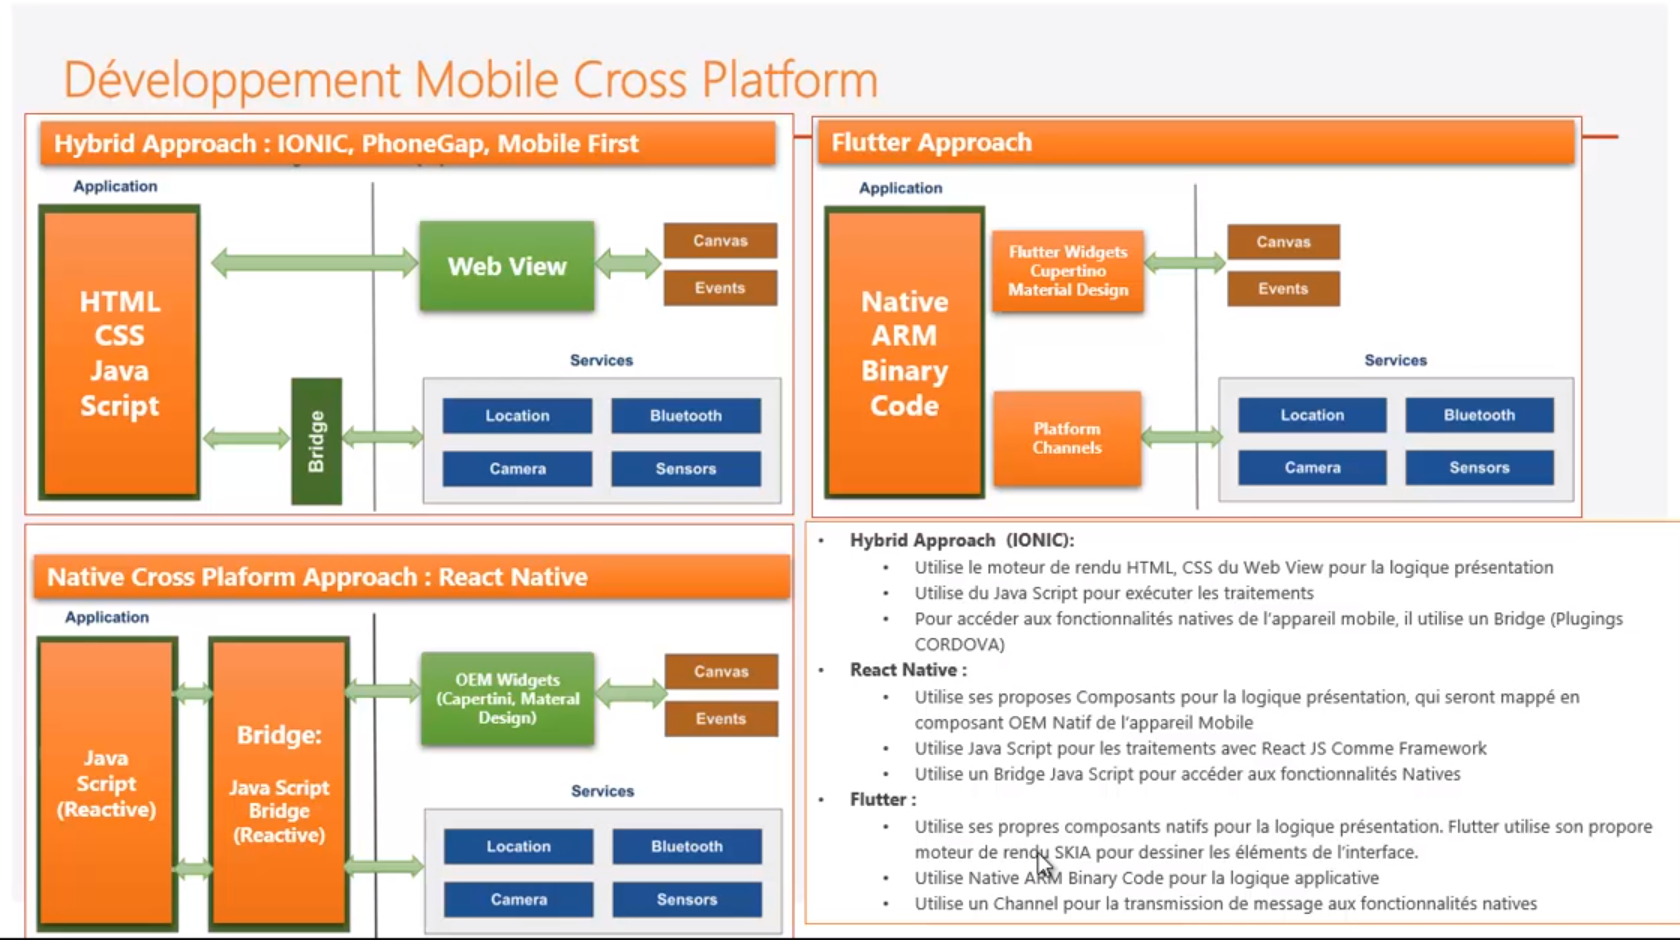 Développement Mobile Cross Platform
Hybrid Approach : IONIC, PhoneGap, Mobile First
Application
HTML
CSS
Java
Script
Web View
Canvas
Events
Bridge
Services
Location
Bluetooth
Camera
Sensors
Flutter Approach
Application
Native
ARM
Binary
Code
Flutter Widgets
Cupertino
Material Design
Canvas
Events
Platform
Channels
Services
Location
Bluetooth
Camera
Sensors
Native Cross Plaform Approach : React Native
Application
Java
Script
(Reactive)
Bridge:
Java Script
Bridge
(Reactive)
OEM Widgets
(Capertini, Materal
Design)
Canvas
Events
Services
Location
Bluetooth
Camera
Sensors
• Hybrid Approach (IONIC):
• Utilise le moteur de rendu HTML, CSS du Web View pour la logique présentation
• Utilise du Java Script pour exécuter les traitements
• Pour accéder aux fonctionnalités natives de l'appareil mobile, il utilise un Bridge (Plugings
CORDOVA)
• React Native :
• Utilise ses proposes Composants pour la logique présentation, qui seront mappé en
composant OEM Natif de l'appareil Mobile
• Utilise Java Script pour les traitements avec React JS Comme Framework
• Utilise un Bridge Java Script pour accéder aux fonctionnalités Natives
• Flutter :
• Utilise ses propres composants natifs pour la logique présentation. Flutter utilise son propore
moteur de rendu SKIA pour dessiner les éléments de l'interface.
• Utilise Native ARM Binary Code pour la logique applicative
• Utilise un Channel pour la transmission de message aux fonctionnalités natives